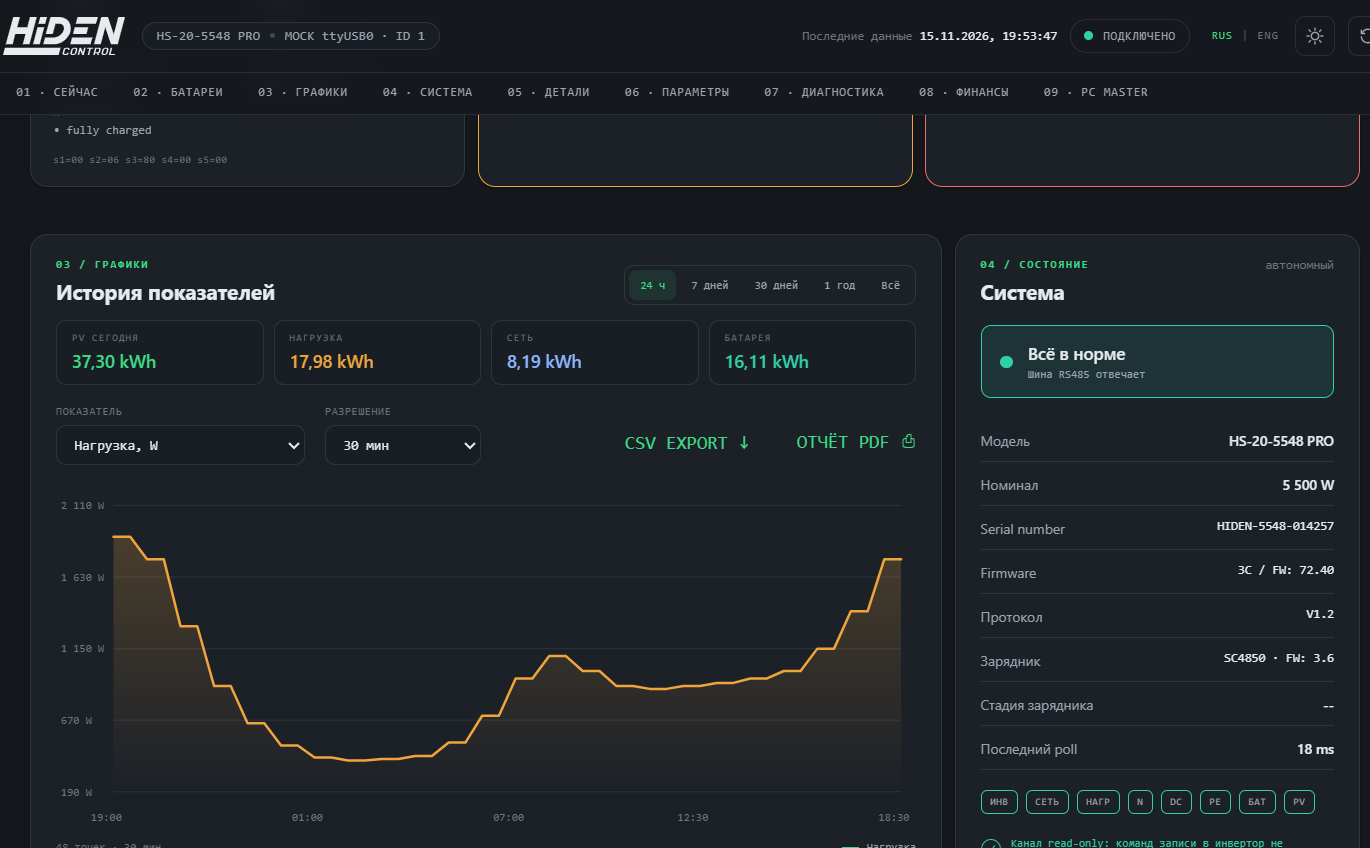 HiDEN
CONTROL
HS-20-5548 PRO • МОСК ttyUSB0 · ID 1
Последние данные 15.11.2026, 19:53:47
ПОДКЛЮЧЕНО
RUS | ENG
01 · СЕЙЧАС
02 · БАТАРЕИ
03 · ГРАФИКИ
04 · СИСТЕМА
05 · ДЕТАЛИ
06 · ПАРАМЕТРЫ
07 · ДИАГНОСТИКА
08 · ФИНАНСЫ
09 · PC MASTER
• fully charged
s1=00 s2=06 s3=80 s4=00 s5=00
03 / ГРАФИКИ
История показателей
24 ч
7 дней
30 дней
1 год
Всё
PV СЕГОДНЯ
37,30 kWh
НАГРУЗКА
17,98 kWh
СЕТЬ
8,19 kWh
БАТАРЕЯ
16,11 kWh
ПОКАЗАТЕЛЬ
Нагрузка, W
РАЗРЕШЕНИЕ
30 мин
CSV EXPORT ↓
ОТЧЁТ PDF
2 110 W
1 630 W
1 150 W
670 W
190 W
19:00
01:00
07:00
12:30
18:30
48 точек · 30 мин
Нагрузка
04 / СОСТОЯНИЕ
автономный
Система
Всё в норме
Шина RS485 отвечает
Модель
HS-20-5548 PRO
Номинал
5 500 W
Serial number
HIDEN-5548-014257
Firmware
3C / FW: 72.40
Протокол
V1.2
Зарядник
SC4850 · FW: 3.6
Стадия зарядника
--
Последний poll
18 ms
ИНВ
СЕТЬ
НАГР
N
DC
PE
БАТ
PV
Канал read-only: команд записи в инвертор не